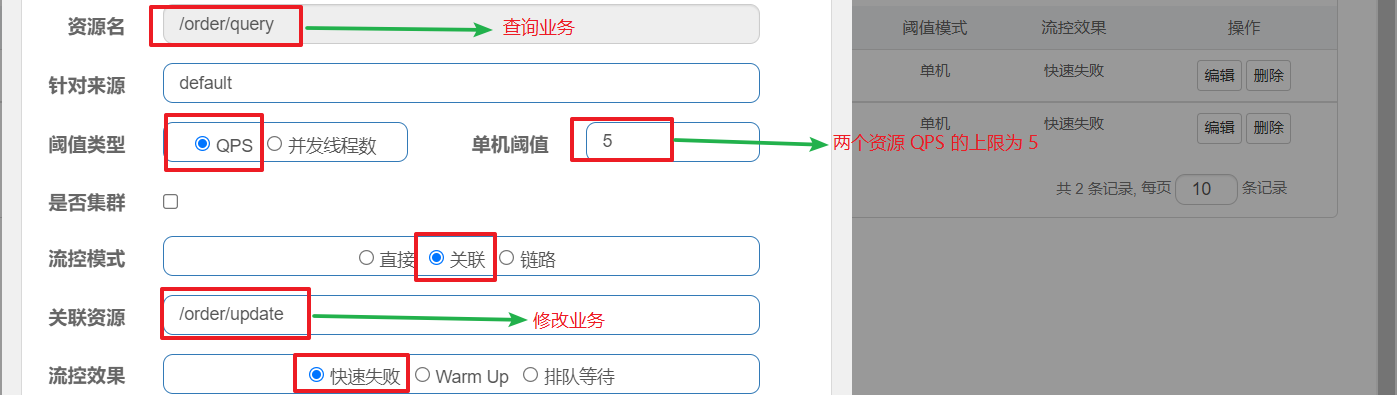 资源名 /order/query 查询业务 阈值模式 流控效果 操作
针对来源 default 单机 快速失败 编辑 删除
阈值类型 QPS 并发线程数 单机阈值 5 两个资源 QPS 的上限为 5 单机 快速失败 编辑 删除
是否集群 共 2 条记录, 每页 10 条记录
流控模式 直接 关联 链路
关联资源 /order/update 修改业务
流控效果 快速失败 Warm Up 排队等待